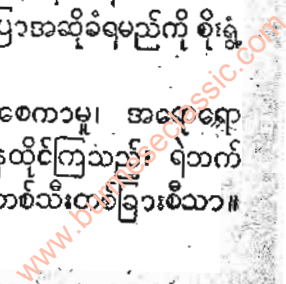 ပြာအဆိုခံရမည်ကို စိုးရွံ့
စေကာမူ၊ အရေးရော
နေထိုင်ကြသည်။ ရဲဘက်
တစ်သီးတစ်ခြားစီသာ။
www.burmeseclassic.com